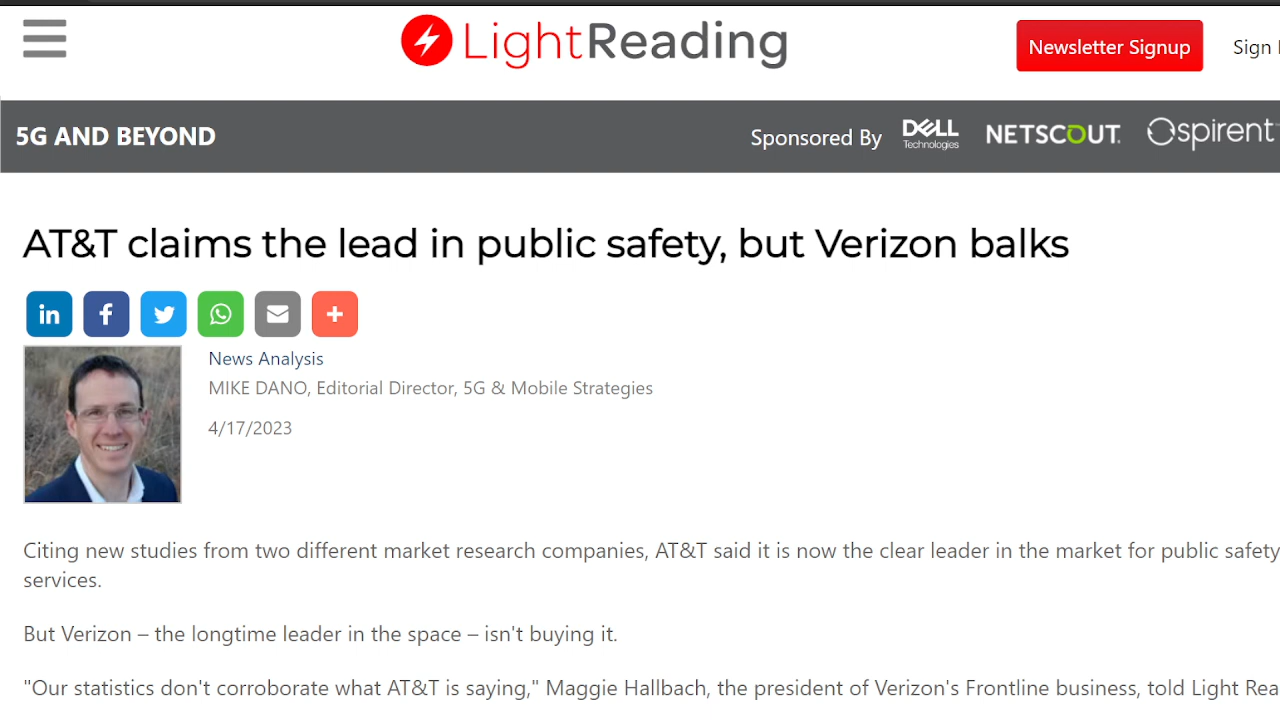 LightReading
Newsletter Signup
Sign
5G AND BEYOND
Sponsored By
DELL
Technologies
NETSCOUT.
spirent
AT&T claims the lead in public safety, but Verizon balks
in
f
News Analysis
MIKE DANO, Editorial Director, 5G & Mobile Strategies
4/17/2023
Citing new studies from two different market research companies, AT&T said it is now the clear leader in the market for public safety
services.
But Verizon – the longtime leader in the space – isn't buying it.
"Our statistics don't corroborate what AT&T is saying," Maggie Hallbach, the president of Verizon's Frontline business, told Light Rea